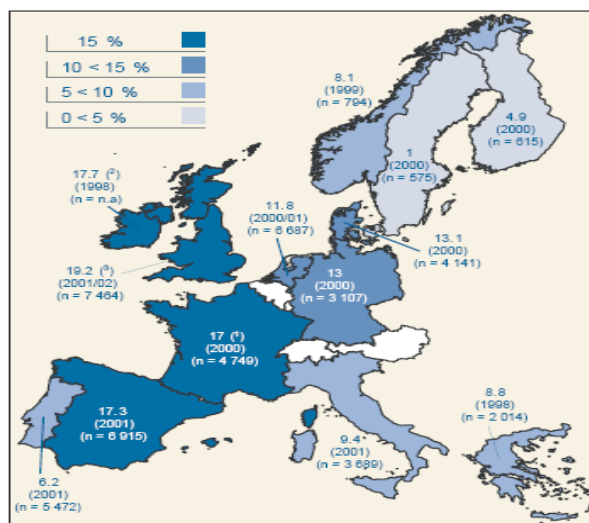 15 %
10 < 15 %
5 < 10 %
0 < 5 %
8.1
(1999)
(n = 794)
4.9
(2000)
(n = 615)
1
(2000)
(n = 575)
17.7 (²)
(1998)
(n = n.a)
11.8
(2000/01)
(n = 6 687)
13.1
(2000)
(n = 4 141)
19.2 (³)
(2001/02)
(n = 7 464)
13
(2000)
(n = 3 107)
17 (¹)
(2000)
(n = 4 749)
17.3
(2001)
(n = 6 915)
9.4
(2001)
(n = 3 689)
8.8
(1998)
(n = 2 014)
6.2
(2001)
(n = 5 472)